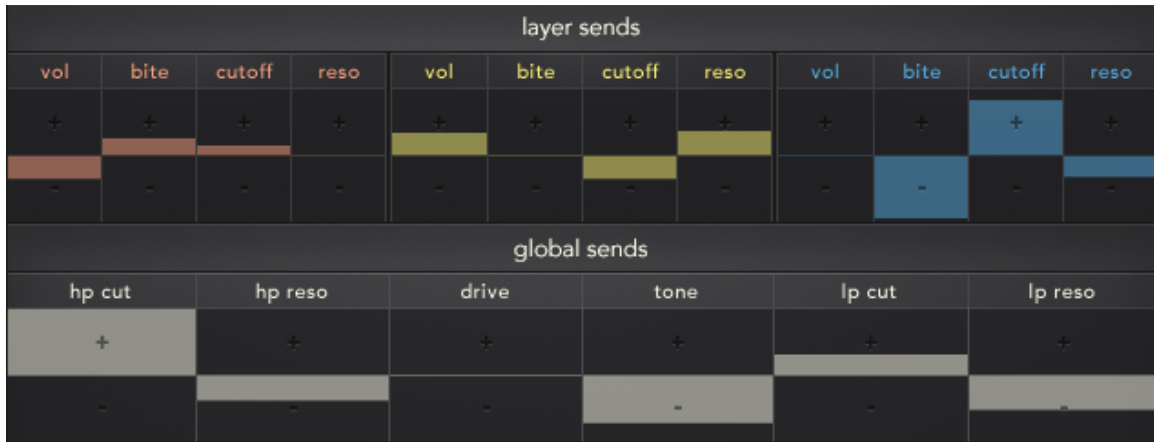 layer sends
vol bite cutoff reso vol bite cutoff reso vol bite cutoff reso
+ + + + + + + + + + + +
- - - - - - - - - - - -
global sends
hp cut hp reso drive tone lp cut lp reso
+ + + + + +
- - - - - -